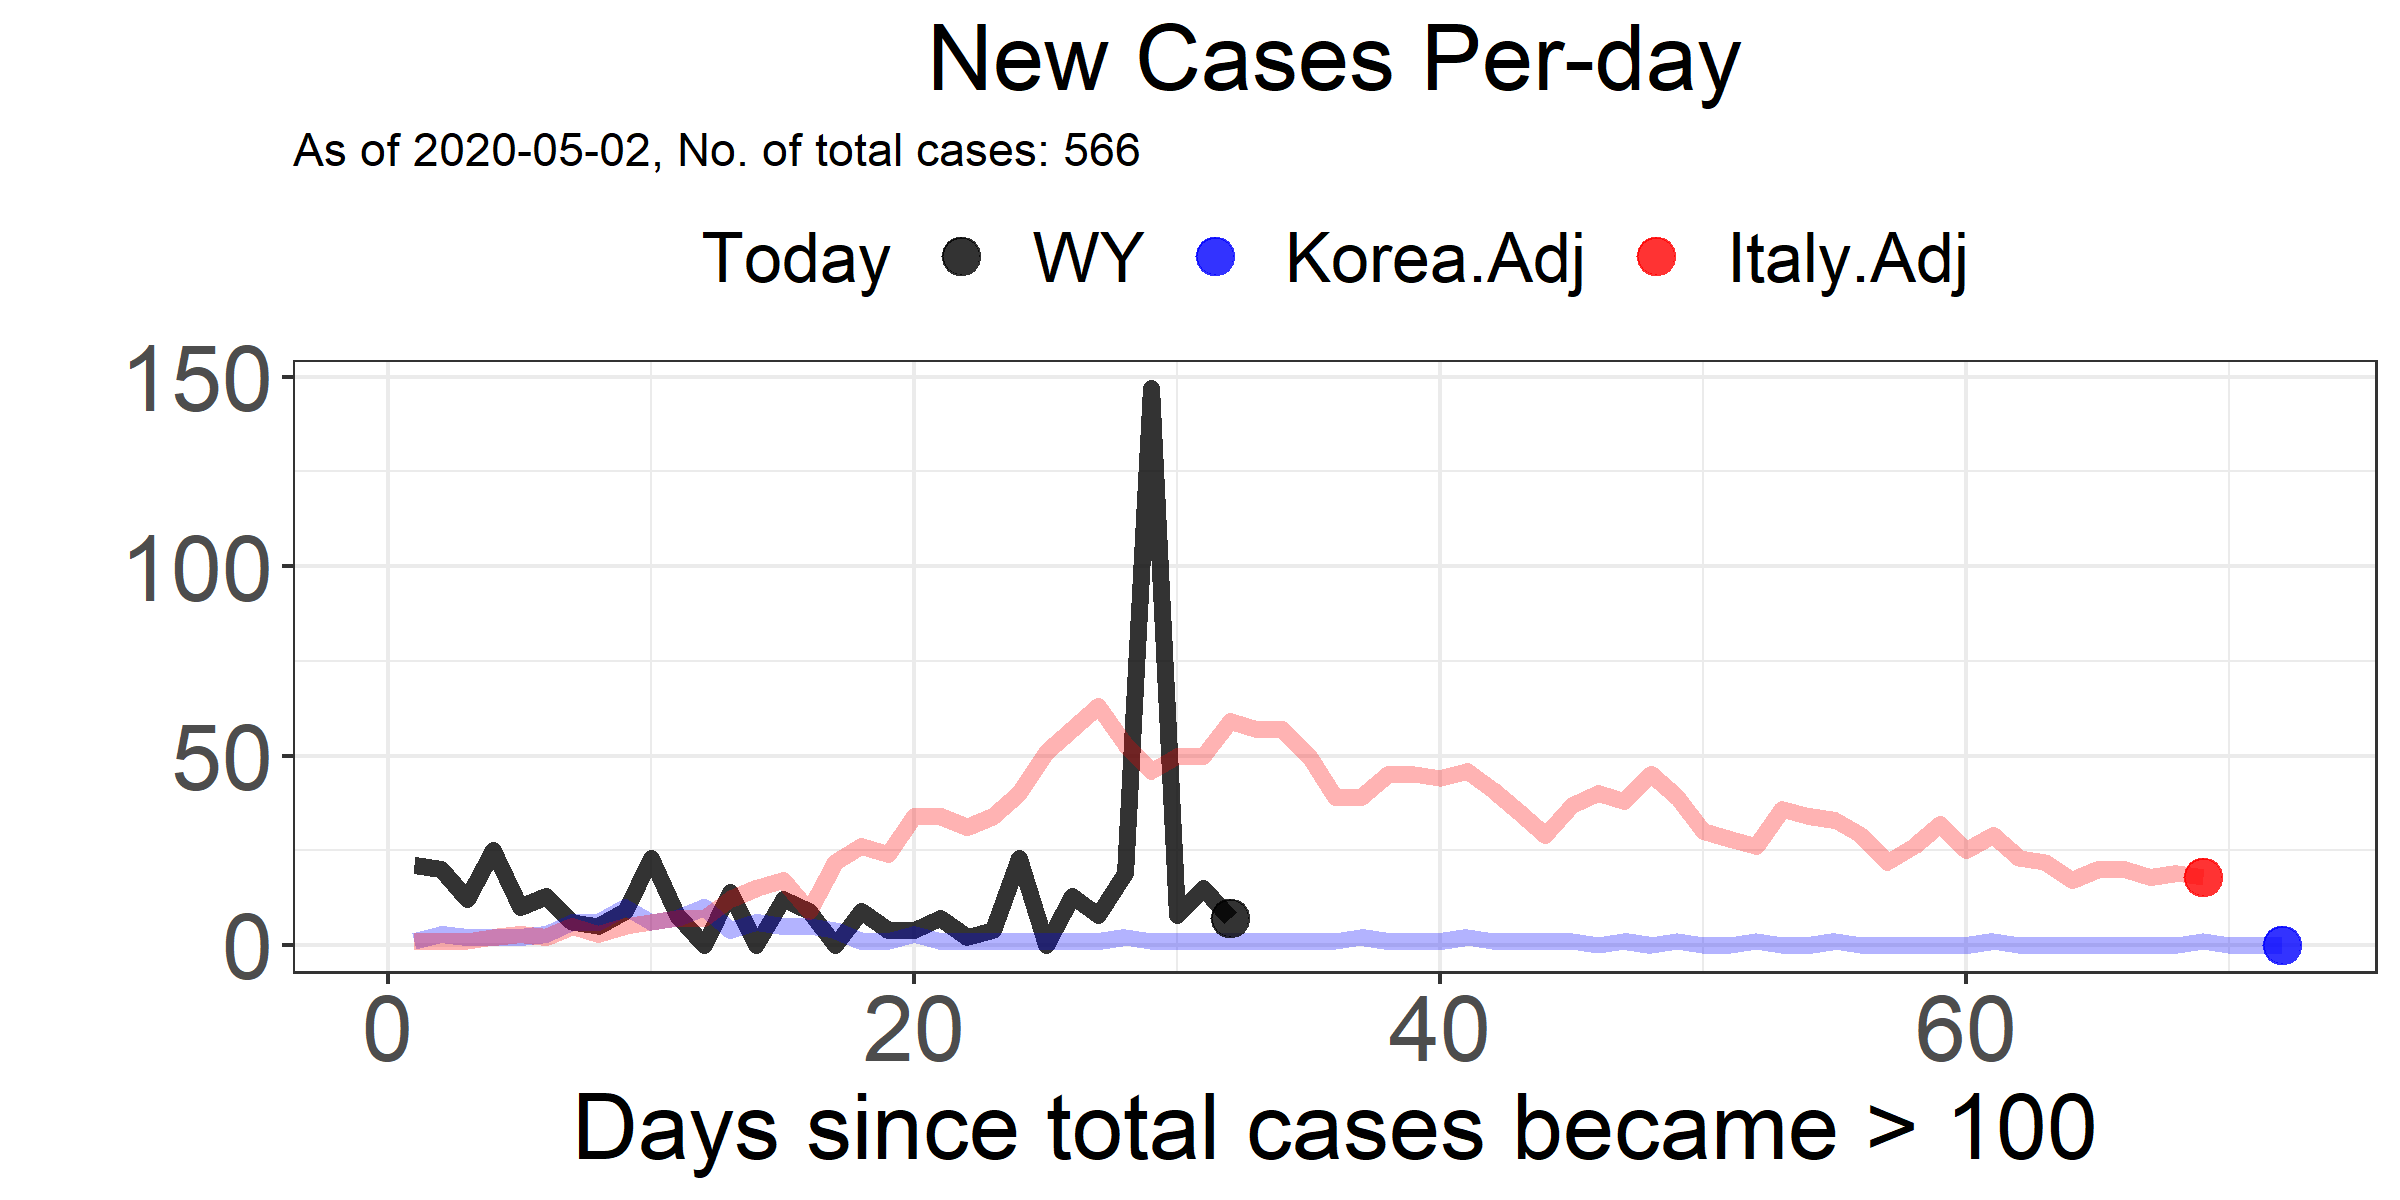 New Cases Per-day
As of 2020-05-02, No. of total cases: 566
Today WY Korea.Adj Italy.Adj
150
100
50
0
0 20 40 60
Days since total cases became > 100